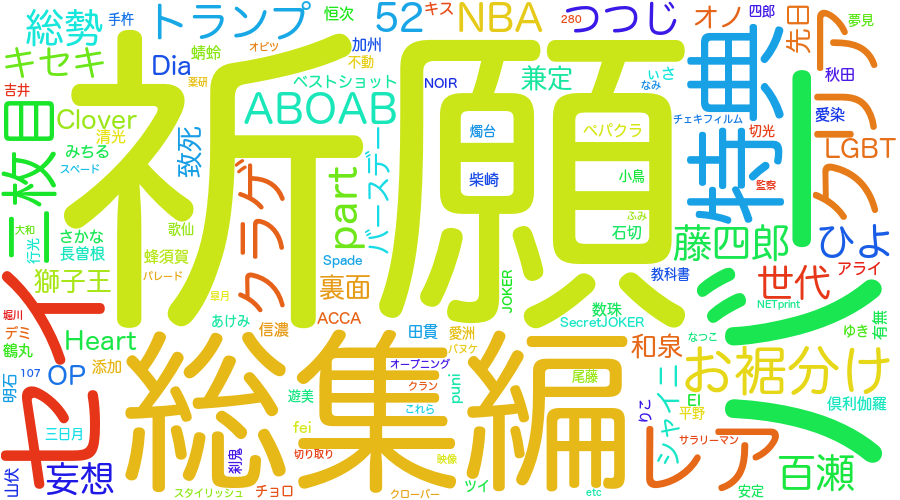 総勢
手杵
トランプ
恒次
52
キス
NBA
つつじ
280
オノ
四郎
先日
クリア
夢見
キセキ
蜻蛉
オビツ
加州
不動
Dia
薬研
ベストショット
NOIR
兼定
いさ
なみ
特典
秋田
吉井
祈願
ABOAB
チェキフィルム
愛染
二枚目
Clover
清光
致死
燭台
ベパクラ
切光
LGBT
みちる
スペード
クラゲ
part
バースデー
柴崎
小鳥
監察
大和
行光
さかな
長曽根
歌仙
ふみ
石切
藤四郎
ひよ
蜂須賀
パレード
Spade
獅子王
裏面
JOKER
教科書
世代
アライ
セイ
皐月
数珠
NETprint
シリー
堀川
デミ
鶴丸
あけみ
信濃
ACCA
田貫
愛洲
SecretJOKER
ゆき
有無
Heart
バヌケ
なつこ
和泉
総集編
お裾分け
明石
107
OP
添加
オープニング
尾藤
シャイニ
EI
倶利伽羅
遊美
クラン
puni
これら
りこ
平野
三日月
fei
剃鬼
切り取り
映像
レア
サラリーマン
百瀬
山伏
妄想
スタイリッシュ
チョロ
クローバー
ツイ
etc
安定